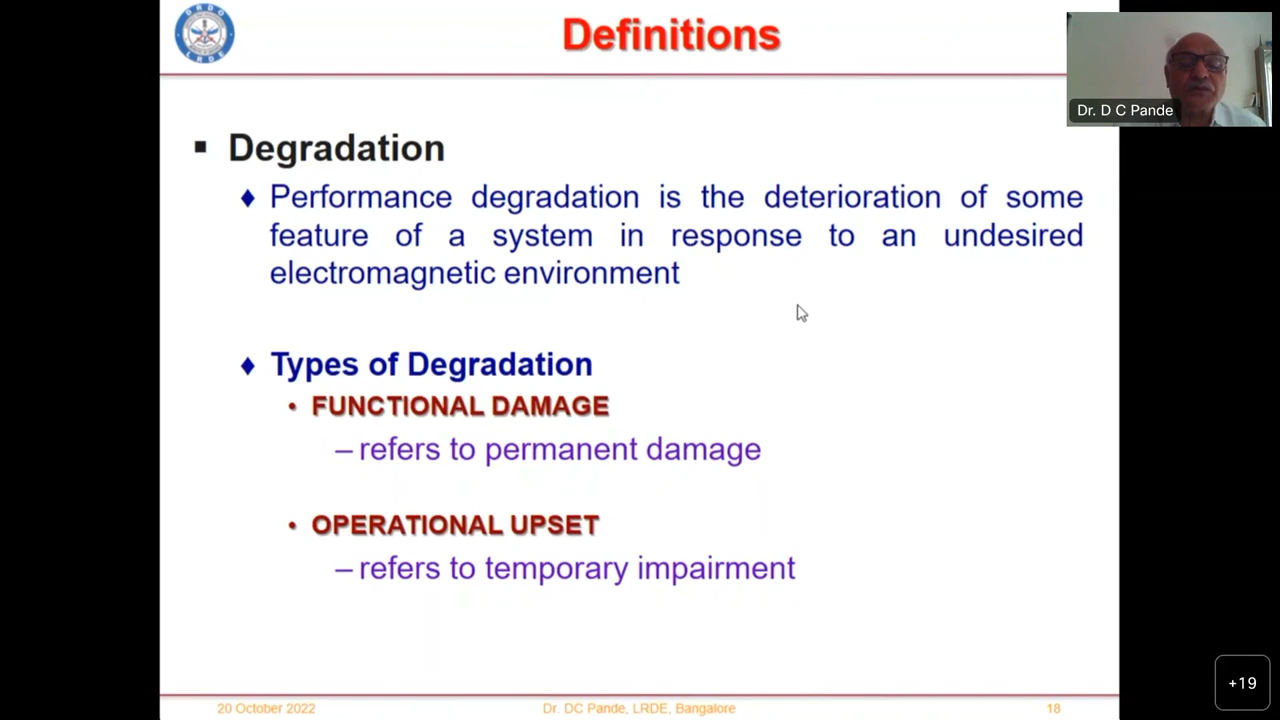 DRDO
LRDE
Definitions
Dr. D C Pande
▪ Degradation
♦ Performance degradation is the deterioration of some
feature of a system in response to an undesired
electromagnetic environment
♦ Types of Degradation
• FUNCTIONAL DAMAGE
– refers to permanent damage
• OPERATIONAL UPSET
– refers to temporary impairment
20 October 2022
Dr. DC Pande, LRDE, Bangalore
18
+19